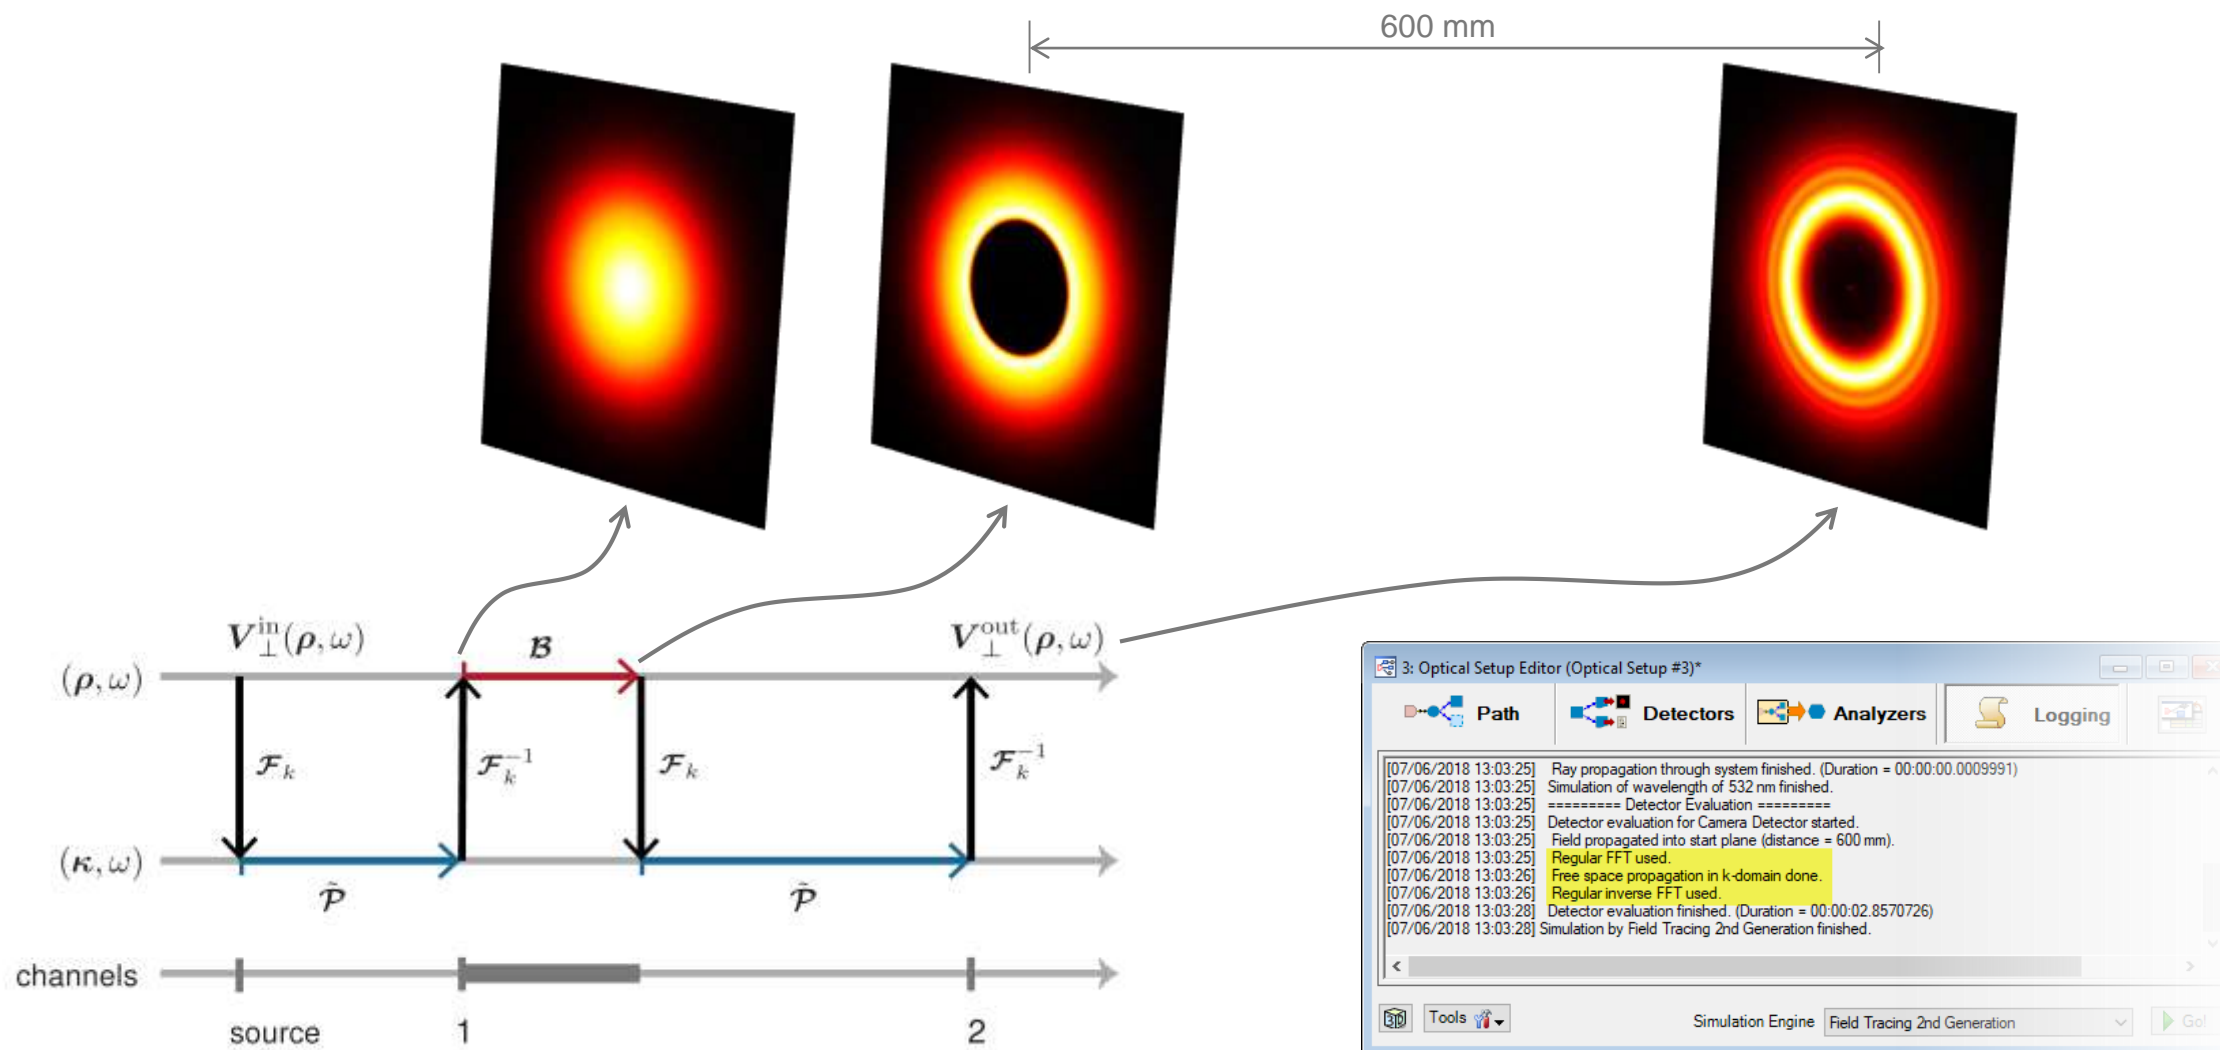 600 mm
V⊥^in(ρ, ω)
𝓑
V⊥^out(ρ, ω)
(ρ, ω)
𝓕k
𝓕k^−1
𝓕k
𝓕k^−1
(κ, ω)
𝓟̃
𝓟̃
channels
source
1
2
3: Optical Setup Editor (Optical Setup #3)*
Path
Detectors
Analyzers
Logging
[07/06/2018 13:03:25] Ray propagation through system finished. (Duration = 00:00:00.0009991)
[07/06/2018 13:03:25] Simulation of wavelength of 532 nm finished.
[07/06/2018 13:03:25] ========= Detector Evaluation =========
[07/06/2018 13:03:25] Detector evaluation for Camera Detector started.
[07/06/2018 13:03:25] Field propagated into start plane (distance = 600 mm).
[07/06/2018 13:03:25] Regular FFT used.
[07/06/2018 13:03:26] Free space propagation in k-domain done.
[07/06/2018 13:03:26] Regular inverse FFT used.
[07/06/2018 13:03:28] Detector evaluation finished. (Duration = 00:00:02.8570726)
[07/06/2018 13:03:28] Simulation by Field Tracing 2nd Generation finished.
3D
Tools
Simulation Engine
Field Tracing 2nd Generation
Go!